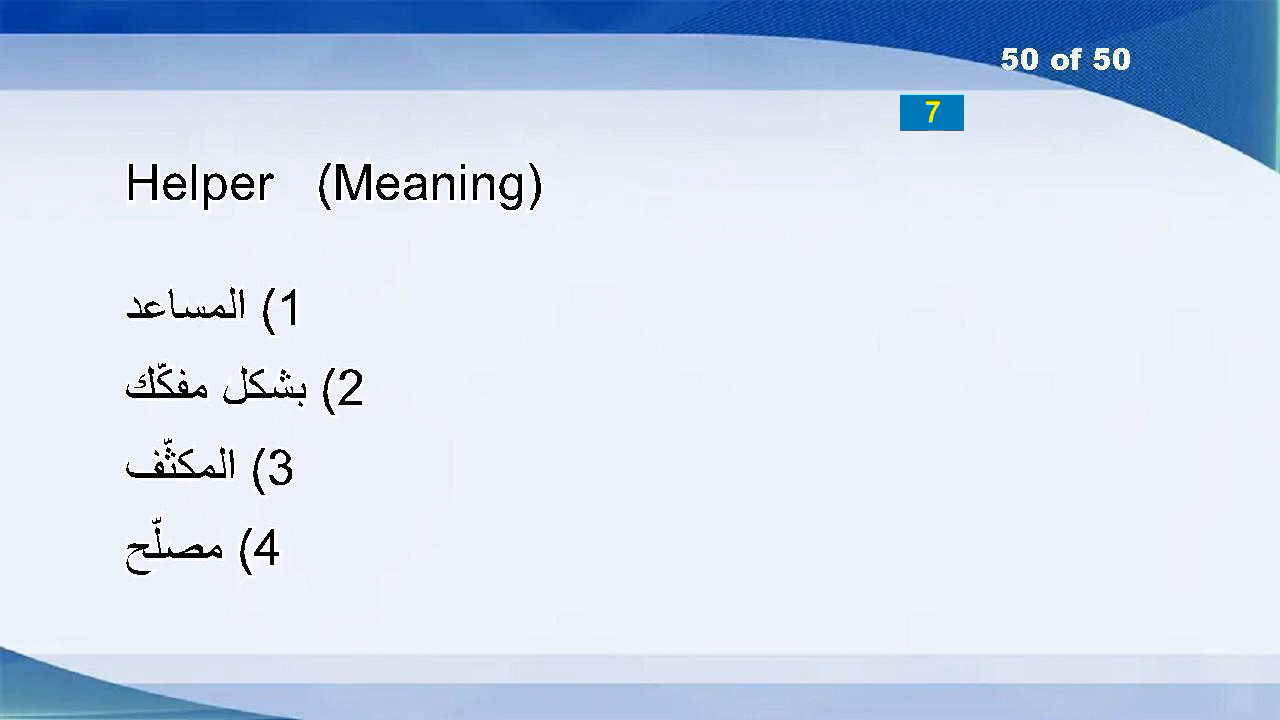 50 of 50
7
Helper (Meaning)
1) المساعد
2) بشكل مفكّك
3) المكثّف
4) مصلّح